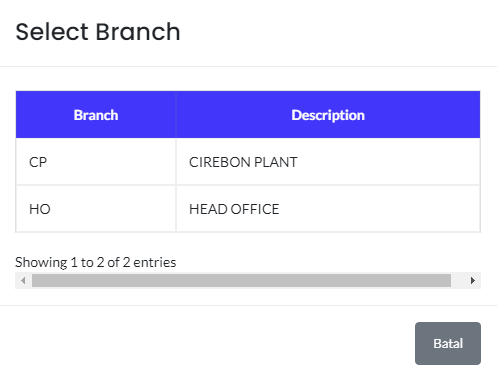 Select Branch
Branch Description
CP CIREBON PLANT
HO HEAD OFFICE
Showing 1 to 2 of 2 entries
Batal